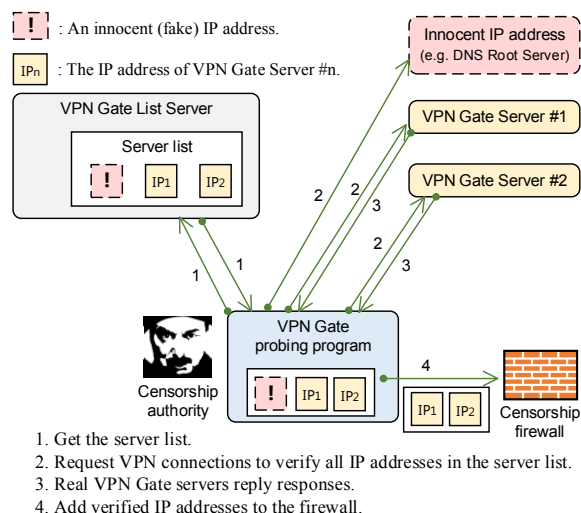 ! : An innocent (fake) IP address.
IPn : The IP address of VPN Gate Server #n.
Innocent IP address
(e.g. DNS Root Server)
VPN Gate List Server
Server list
! IP1 IP2
VPN Gate Server #1
VPN Gate Server #2
2
2
3
2
3
1
1
VPN Gate
probing program
! IP1 IP2
4
IP1 IP2
Censorship
authority
Censorship
firewall
1. Get the server list.
2. Request VPN connections to verify all IP addresses in the server list.
3. Real VPN Gate servers reply responses.
4. Add verified IP addresses to the firewall.